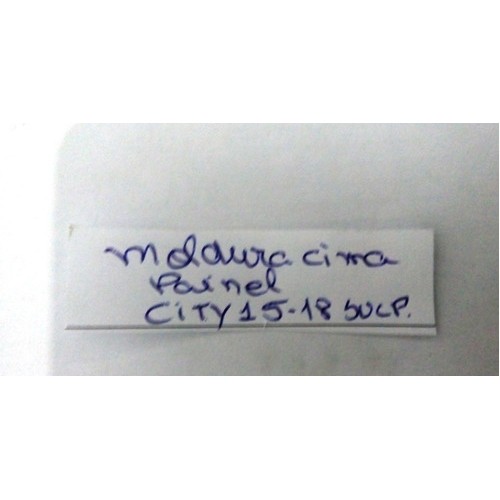 Moldura cima
Painel
CITY 15-18 SUCP.